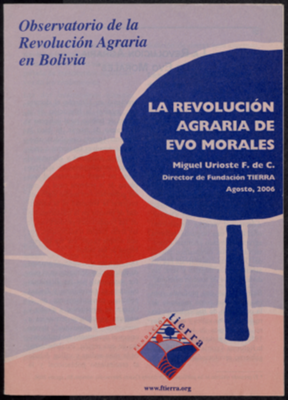 Observatorio de la
Revolución Agraria
en Bolivia
LA REVOLUCIÓN
AGRARIA DE
EVO MORALES
Miguel Urioste F. de C.
Director de Fundación TIERRA
Agosto, 2006
fundación
tierra
www.ftierra.org